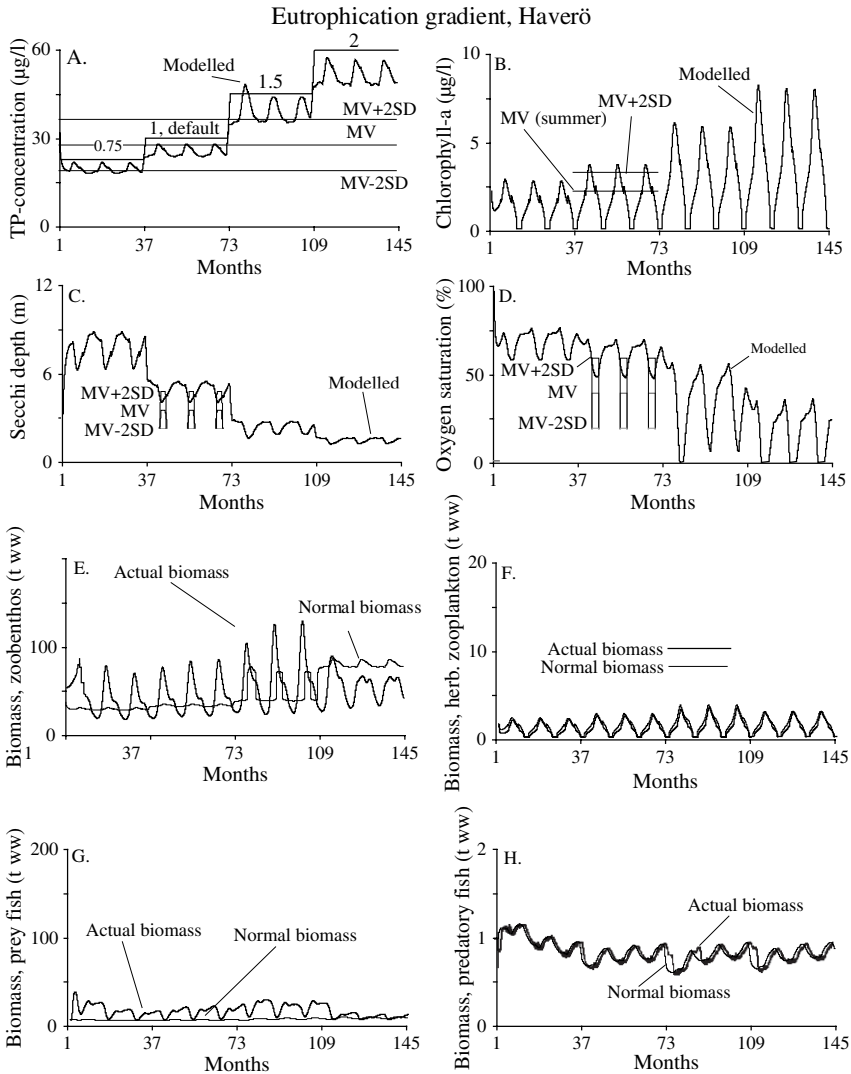 Eutrophication gradient, Haverö
A.
TP-concentration (μg/l)
60
30
0
2
1.5
Modelled
1, default
0.75
MV+2SD
MV
MV-2SD
1 37 73 109 145
Months
B.
Chlorophyll-a (μg/l)
10
5
0
Modelled
MV+2SD
MV (summer)
1 37 73 109 145
Months
C.
Secchi depth (m)
12
6
0
MV+2SD
MV
MV-2SD
Modelled
1 37 73 109 145
Months
D.
Oxygen saturation (%)
100
50
0
MV+2SD
MV
MV-2SD
Modelled
1 37 73 109 145
Months
E.
Biomass, zoobenthos (t ww)
100
0
Actual biomass
Normal biomass
1 37 73 109 145
Months
F.
Biomass, herb. zooplankton (t ww)
20
10
0
Actual biomass
Normal biomass
1 37 73 109 145
Months
G.
Biomass, prey fish (t ww)
200
100
0
Actual biomass
Normal biomass
1 37 73 109 145
Months
H.
Biomass, predatory fish (t ww)
2
1
0
Actual biomass
Normal biomass
1 37 73 109 145
Months